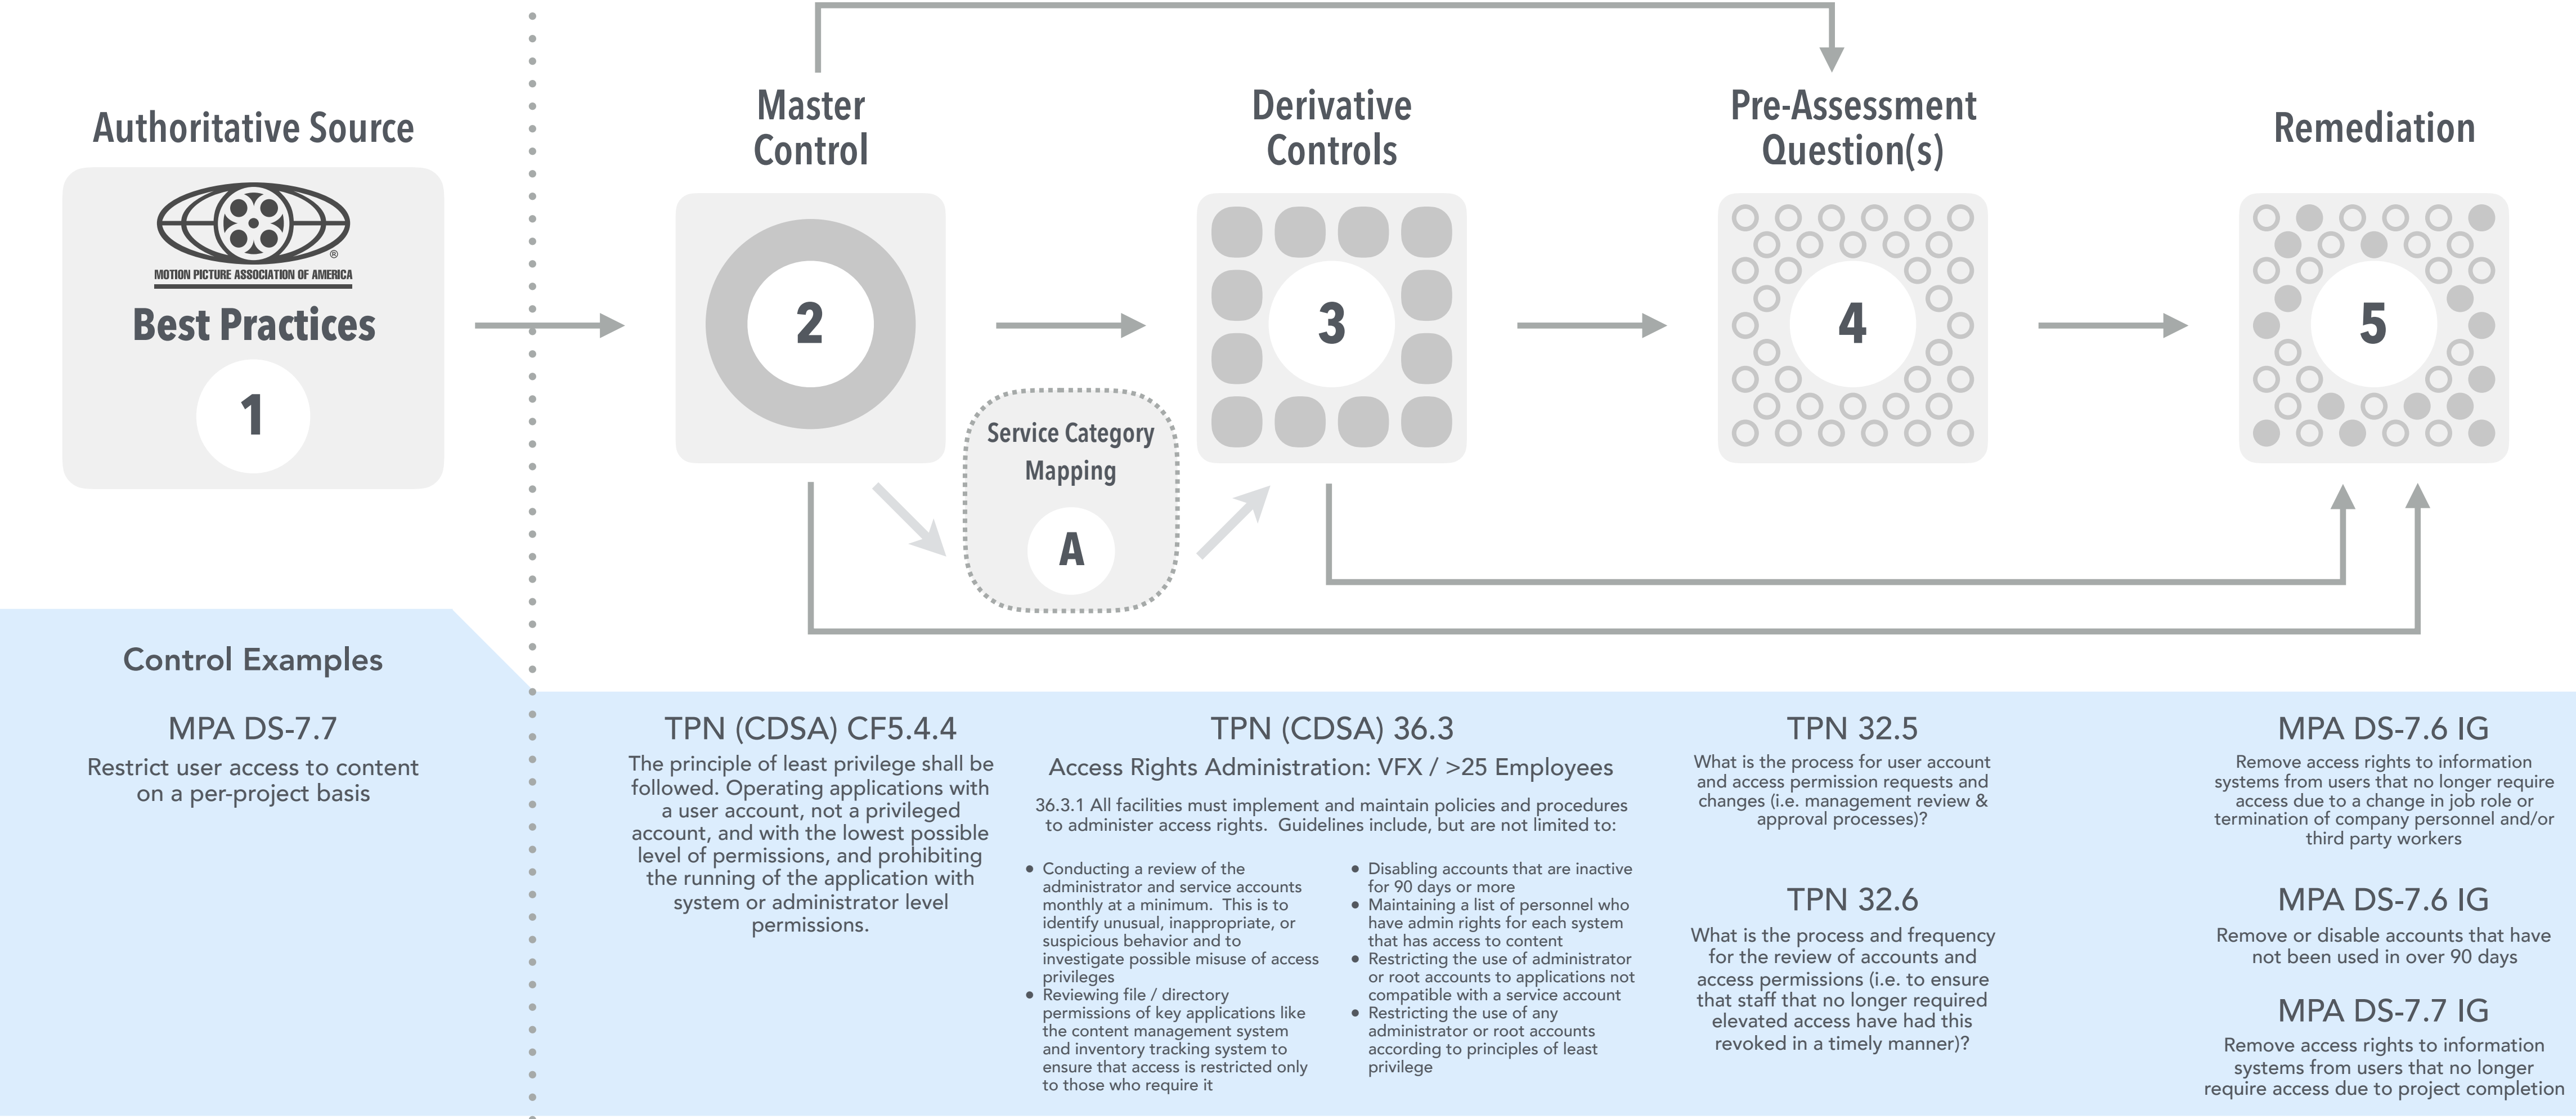 Authoritative Source
®
MOTION PICTURE ASSOCIATION OF AMERICA
Best Practices
1
Master
Control
2
Service Category
Mapping
A
Derivative
Controls
3
Pre-Assessment
Question(s)
4
Remediation
5
Control Examples
MPA DS-7.7
Restrict user access to content
on a per-project basis
TPN (CDSA) CF5.4.4
The principle of least privilege shall be
followed. Operating applications with
a user account, not a privileged
account, and with the lowest possible
level of permissions, and prohibiting
the running of the application with
system or administrator level
permissions.
TPN (CDSA) 36.3
Access Rights Administration: VFX / >25 Employees
36.3.1 All facilities must implement and maintain policies and procedures
to administer access rights.  Guidelines include, but are not limited to:
• Conducting a review of the
administrator and service accounts
monthly at a minimum.  This is to
identify unusual, inappropriate, or
suspicious behavior and to
investigate possible misuse of access
privileges
• Reviewing file / directory
permissions of key applications like
the content management system
and inventory tracking system to
ensure that access is restricted only
to those who require it
• Disabling accounts that are inactive
for 90 days or more
• Maintaining a list of personnel who
have admin rights for each system
that has access to content
• Restricting the use of administrator
or root accounts to applications not
compatible with a service account
• Restricting the use of any
administrator or root accounts
according to principles of least
privilege
TPN 32.5
What is the process for user account
and access permission requests and
changes (i.e. management review &
approval processes)?
TPN 32.6
What is the process and frequency
for the review of accounts and
access permissions (i.e. to ensure
that staff that no longer required
elevated access have had this
revoked in a timely manner)?
MPA DS-7.6 IG
Remove access rights to information
systems from users that no longer require
access due to a change in job role or
termination of company personnel and/or
third party workers
MPA DS-7.6 IG
Remove or disable accounts that have
not been used in over 90 days
MPA DS-7.7 IG
Remove access rights to information
systems from users that no longer
require access due to project completion